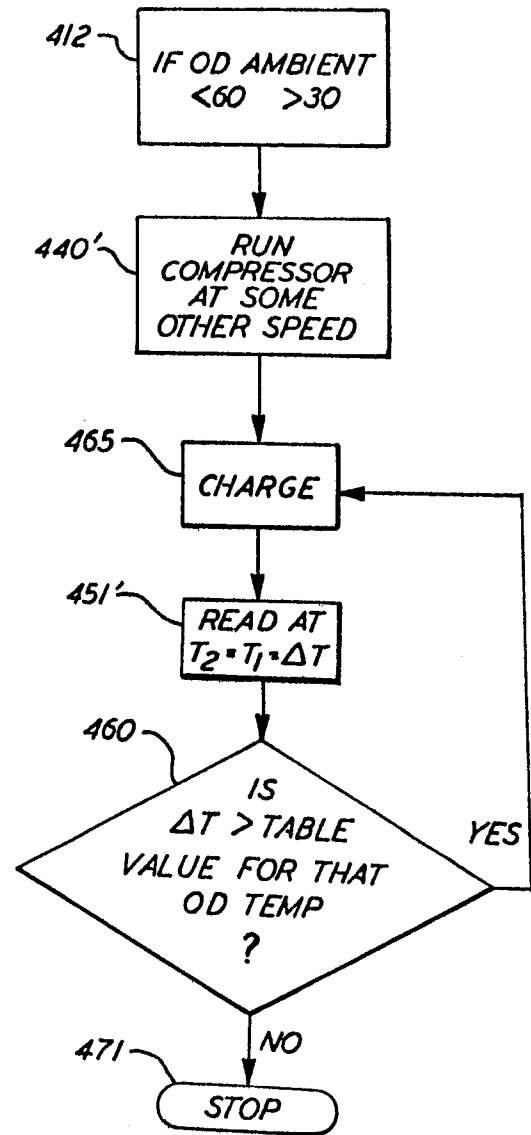 412
IF OD AMBIENT
<60 >30
440'
RUN
COMPRESSOR
AT SOME
OTHER SPEED
465
CHARGE
451'
READ AT
T2=T1=ΔT
460
IS
ΔT > TABLE
VALUE FOR THAT
OD TEMP
?
YES
NO
471
STOP